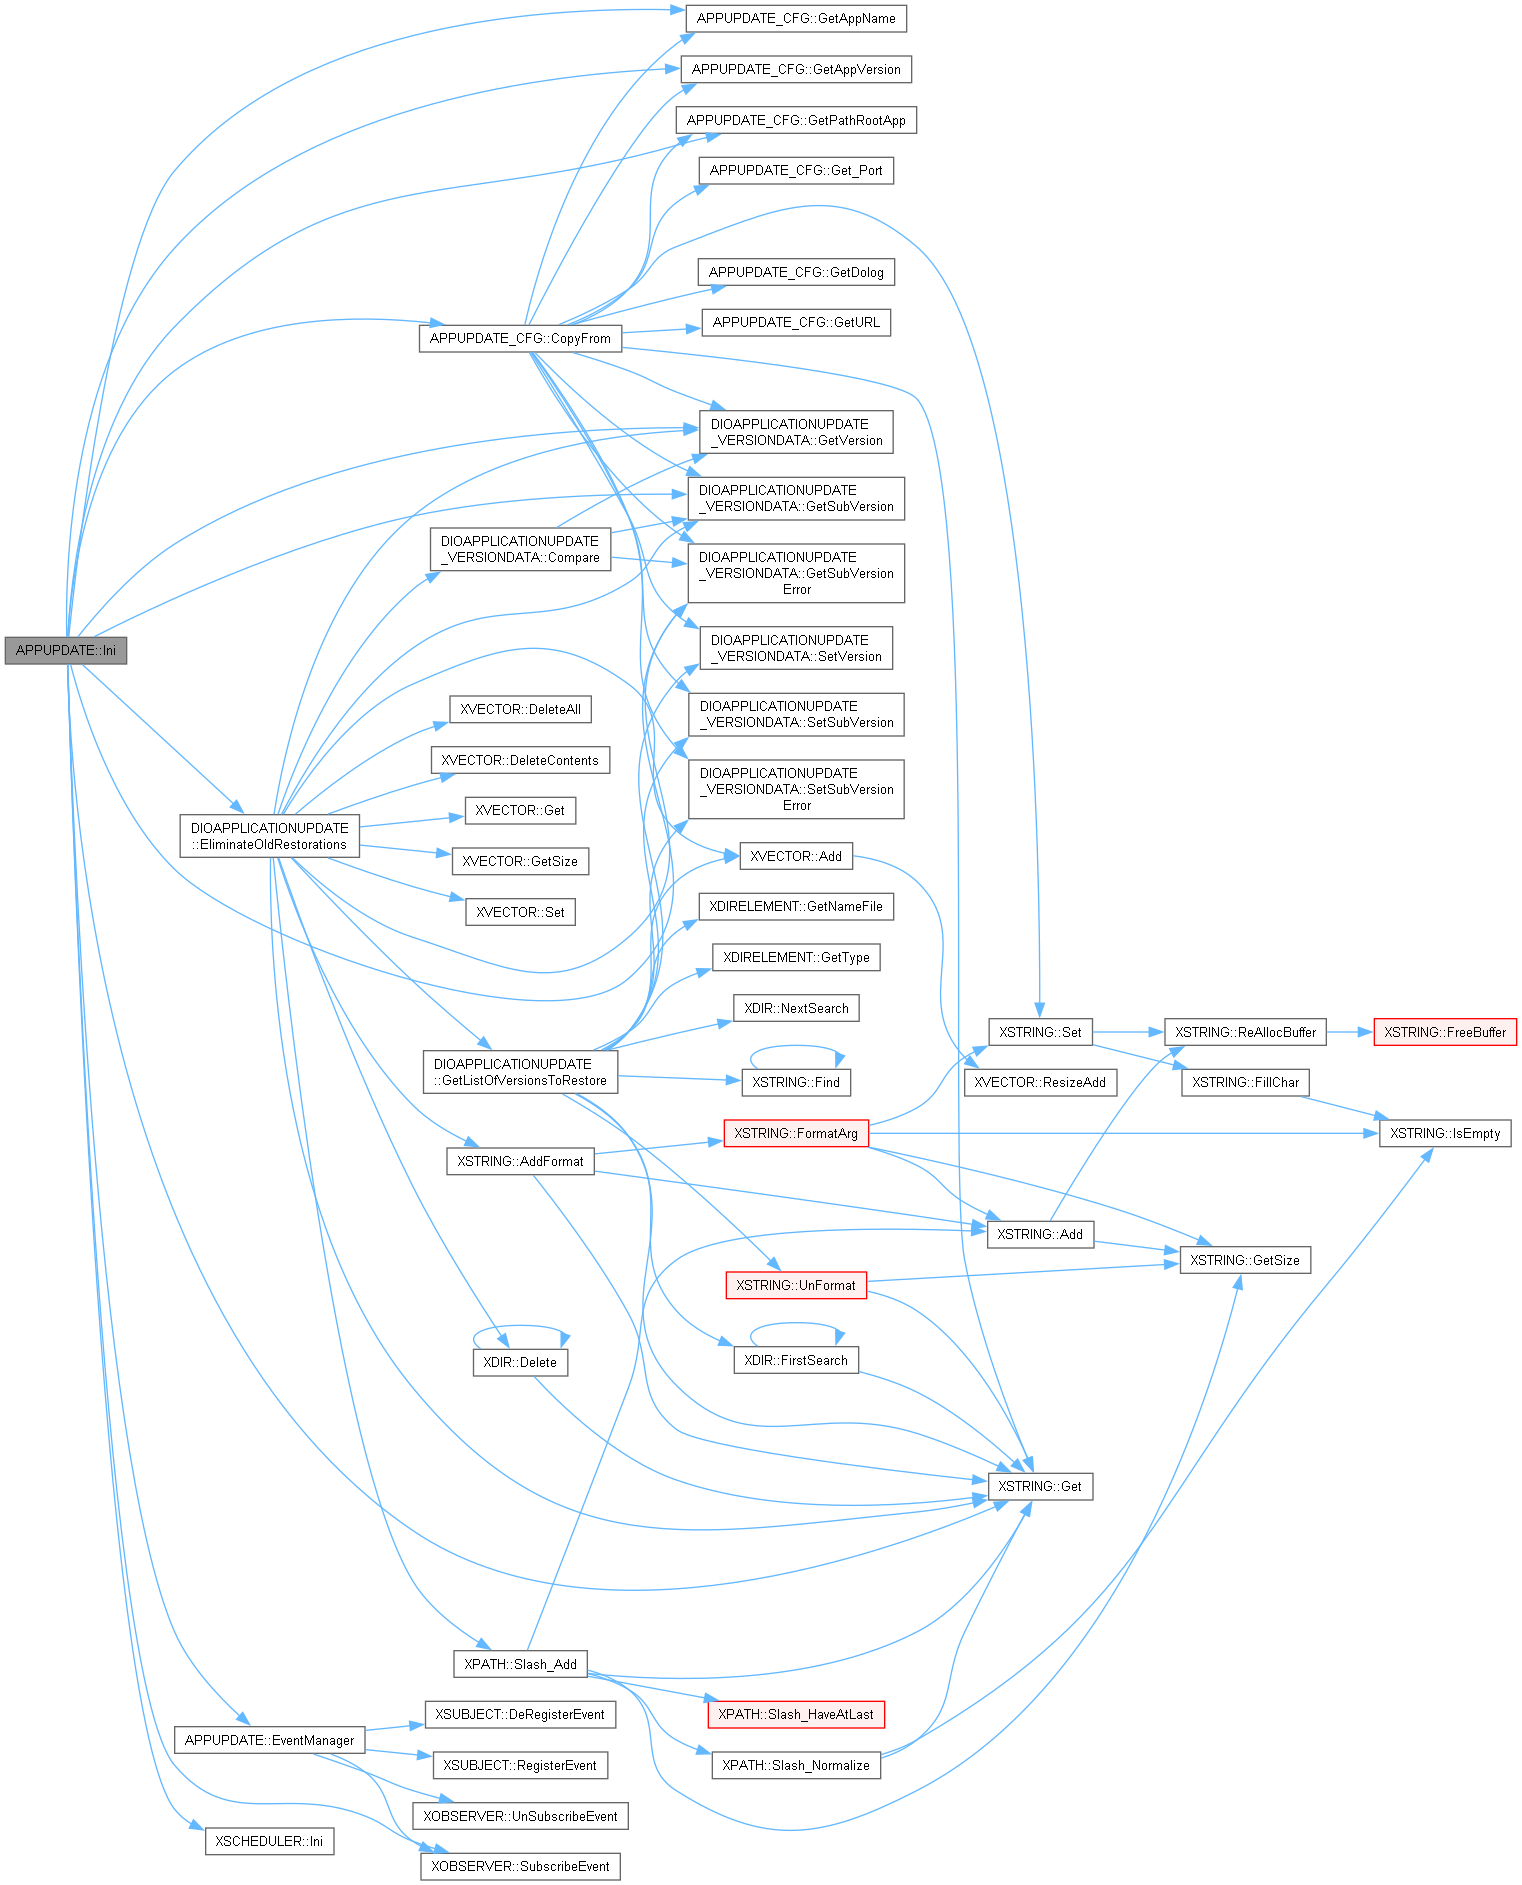 APPUPDATE_CFG::GetAppName
APPUPDATE_CFG::GetAppVersion
APPUPDATE_CFG::GetPathRootApp
APPUPDATE_CFG::Get_Port
APPUPDATE_CFG::GetDolog
APPUPDATE_CFG::GetURL
APPUPDATE_CFG::CopyFrom
DIOAPPLICATIONUPDATE
_VERSIONDATA::GetVersion
DIOAPPLICATIONUPDATE
_VERSIONDATA::GetSubVersion
DIOAPPLICATIONUPDATE
_VERSIONDATA::Compare
DIOAPPLICATIONUPDATE
_VERSIONDATA::GetSubVersion
Error
APPUPDATE::Ini
DIOAPPLICATIONUPDATE
_VERSIONDATA::SetVersion
XVECTOR::DeleteAll
DIOAPPLICATIONUPDATE
_VERSIONDATA::SetSubVersion
XVECTOR::DeleteContents
DIOAPPLICATIONUPDATE
_VERSIONDATA::SetSubVersion
Error
XVECTOR::Get
DIOAPPLICATIONUPDATE
::EliminateOldRestorations
XVECTOR::GetSize
XVECTOR::Add
XVECTOR::Set
XDIRELEMENT::GetNameFile
XDIRELEMENT::GetType
XDIR::NextSearch
XSTRING::Set
XSTRING::ReAllocBuffer
XSTRING::FreeBuffer
DIOAPPLICATIONUPDATE
::GetListOfVersionsToRestore
XSTRING::Find
XVECTOR::ResizeAdd
XSTRING::FillChar
XSTRING::FormatArg
XSTRING::IsEmpty
XSTRING::AddFormat
XSTRING::Add
XSTRING::GetSize
XSTRING::UnFormat
XDIR::Delete
XDIR::FirstSearch
XSTRING::Get
XPATH::Slash_Add
XPATH::Slash_HaveAtLast
XSUBJECT::DeRegisterEvent
APPUPDATE::EventManager
XSUBJECT::RegisterEvent
XPATH::Slash_Normalize
XOBSERVER::UnSubscribeEvent
XSCHEDULER::Ini
XOBSERVER::SubscribeEvent